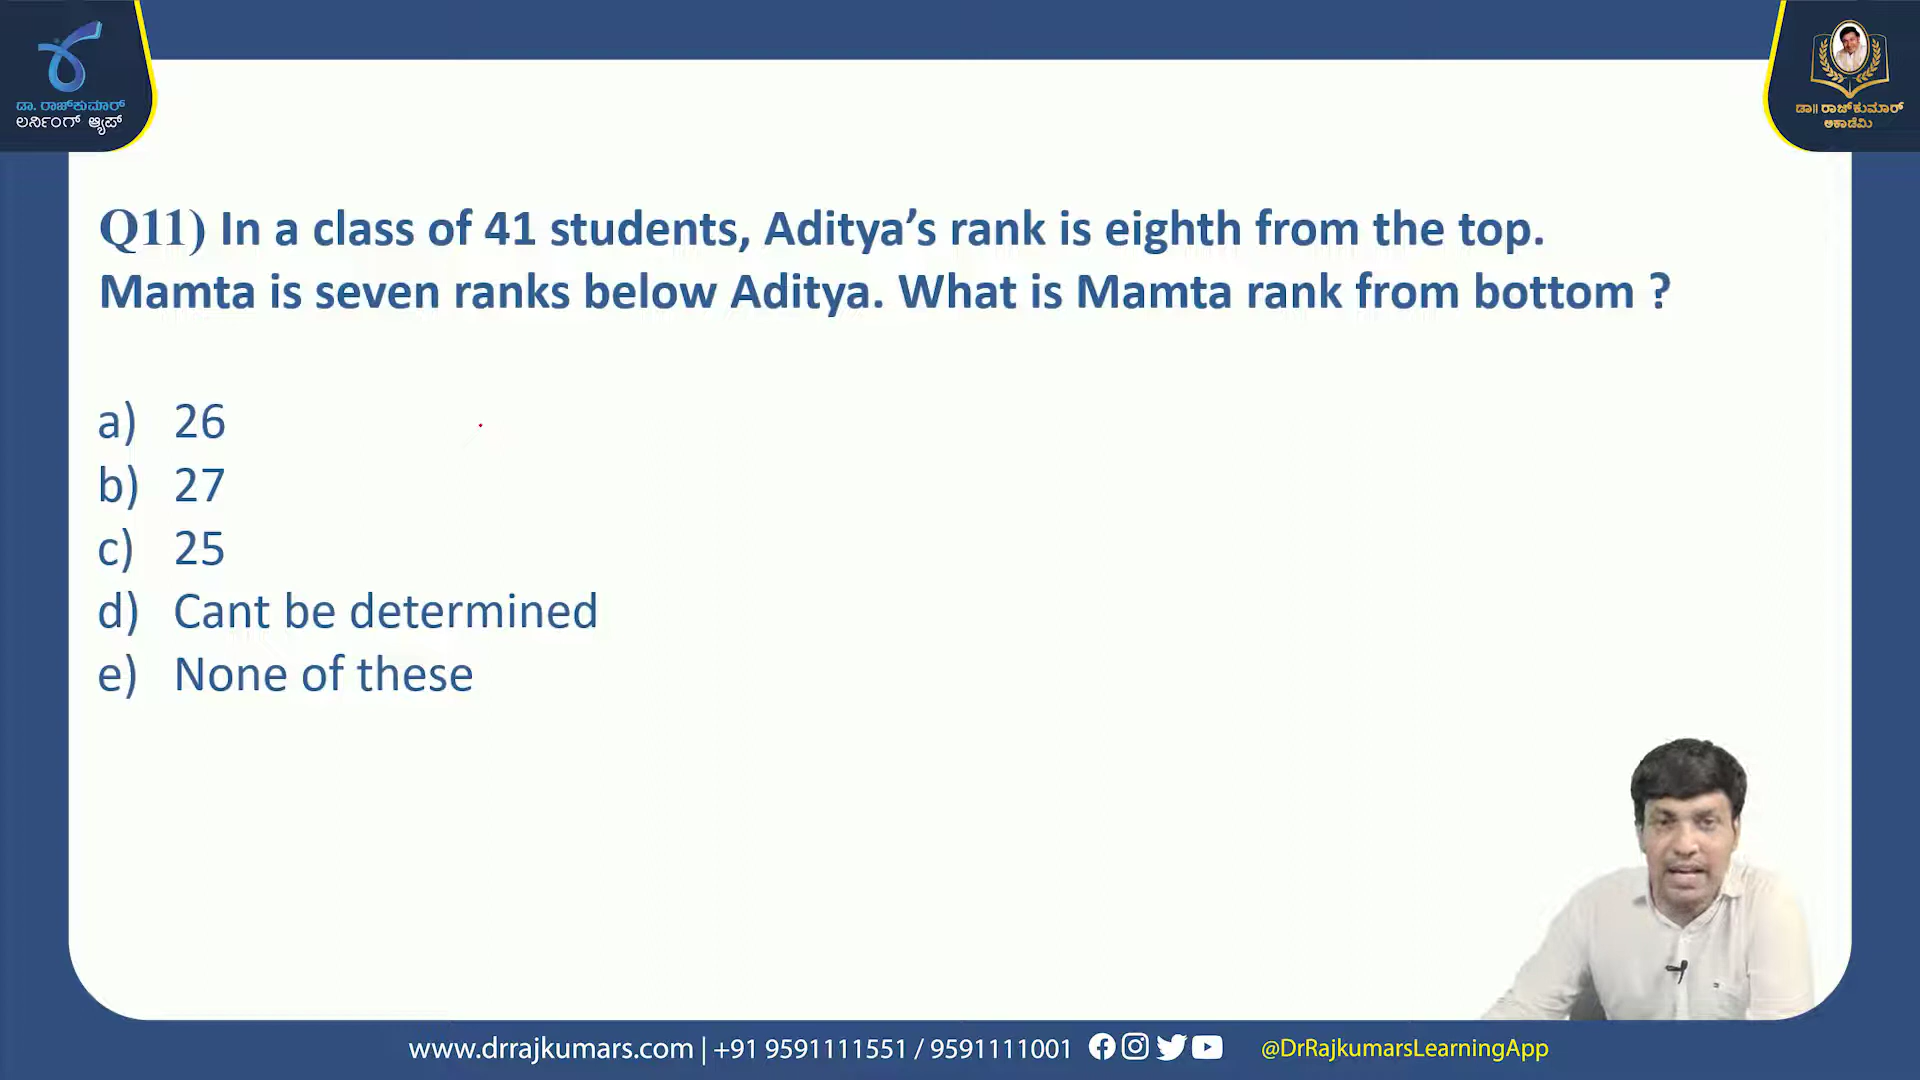 ಡಾ. ರಾಜ್‌ಕುಮಾರ್
ಲರ್ನಿಂಗ್ ಆ್ಯಪ್
ಡಾ|| ರಾಜ್‌ಕುಮಾರ್
ಅಕಾಡೆಮಿ
Q11) In a class of 41 students, Aditya’s rank is eighth from the top.
Mamta is seven ranks below Aditya. What is Mamta rank from bottom ?
a) 26
b) 27
c) 25
d) Cant be determined
e) None of these
www.drrajkumars.com | +91 9591111551 / 9591111001 @DrRajkumarsLearningApp